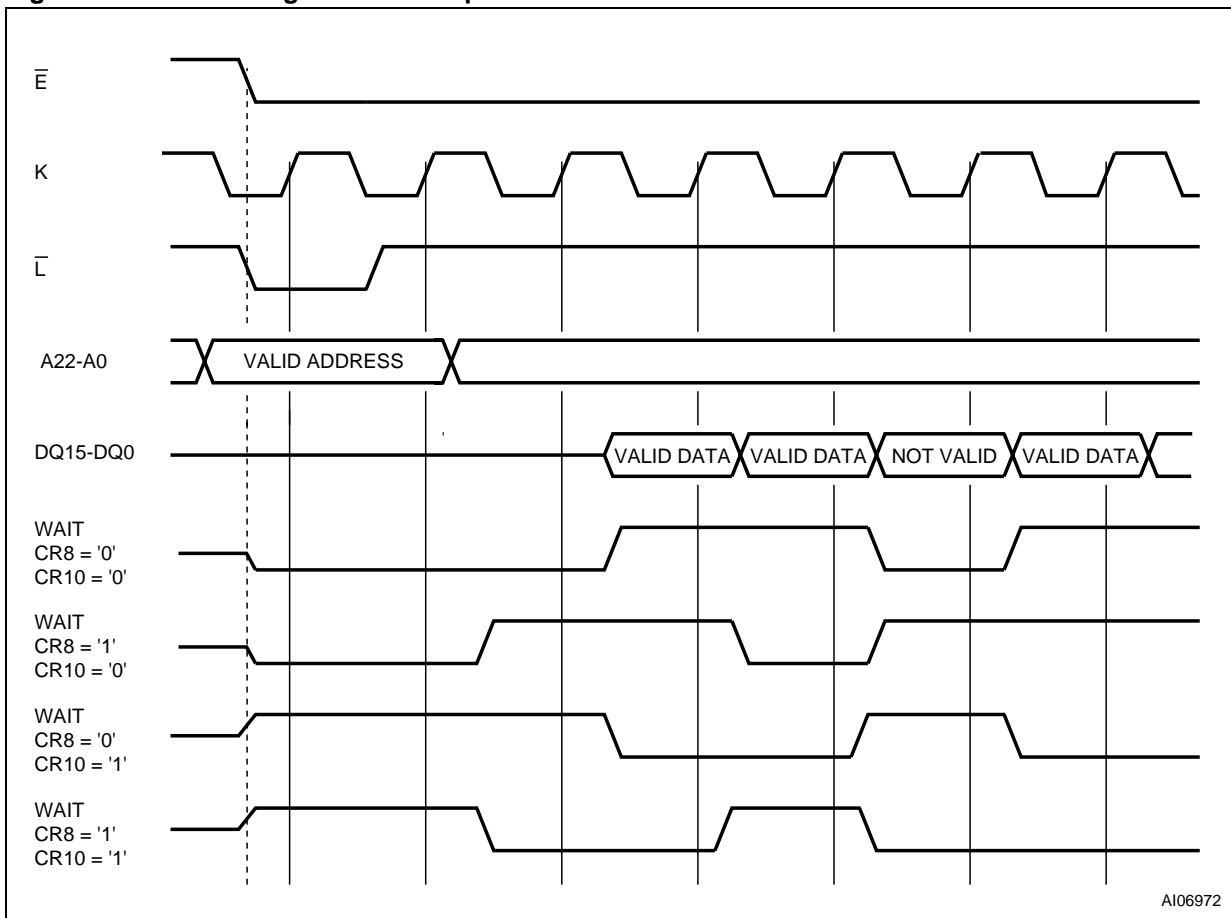 E
K
L
A22-A0
VALID ADDRESS
DQ15-DQ0
VALID DATA VALID DATA NOT VALID VALID DATA
WAIT
CR8 = '0'
CR10 = '0'
WAIT
CR8 = '1'
CR10 = '0'
WAIT
CR8 = '0'
CR10 = '1'
WAIT
CR8 = '1'
CR10 = '1'
AI06972